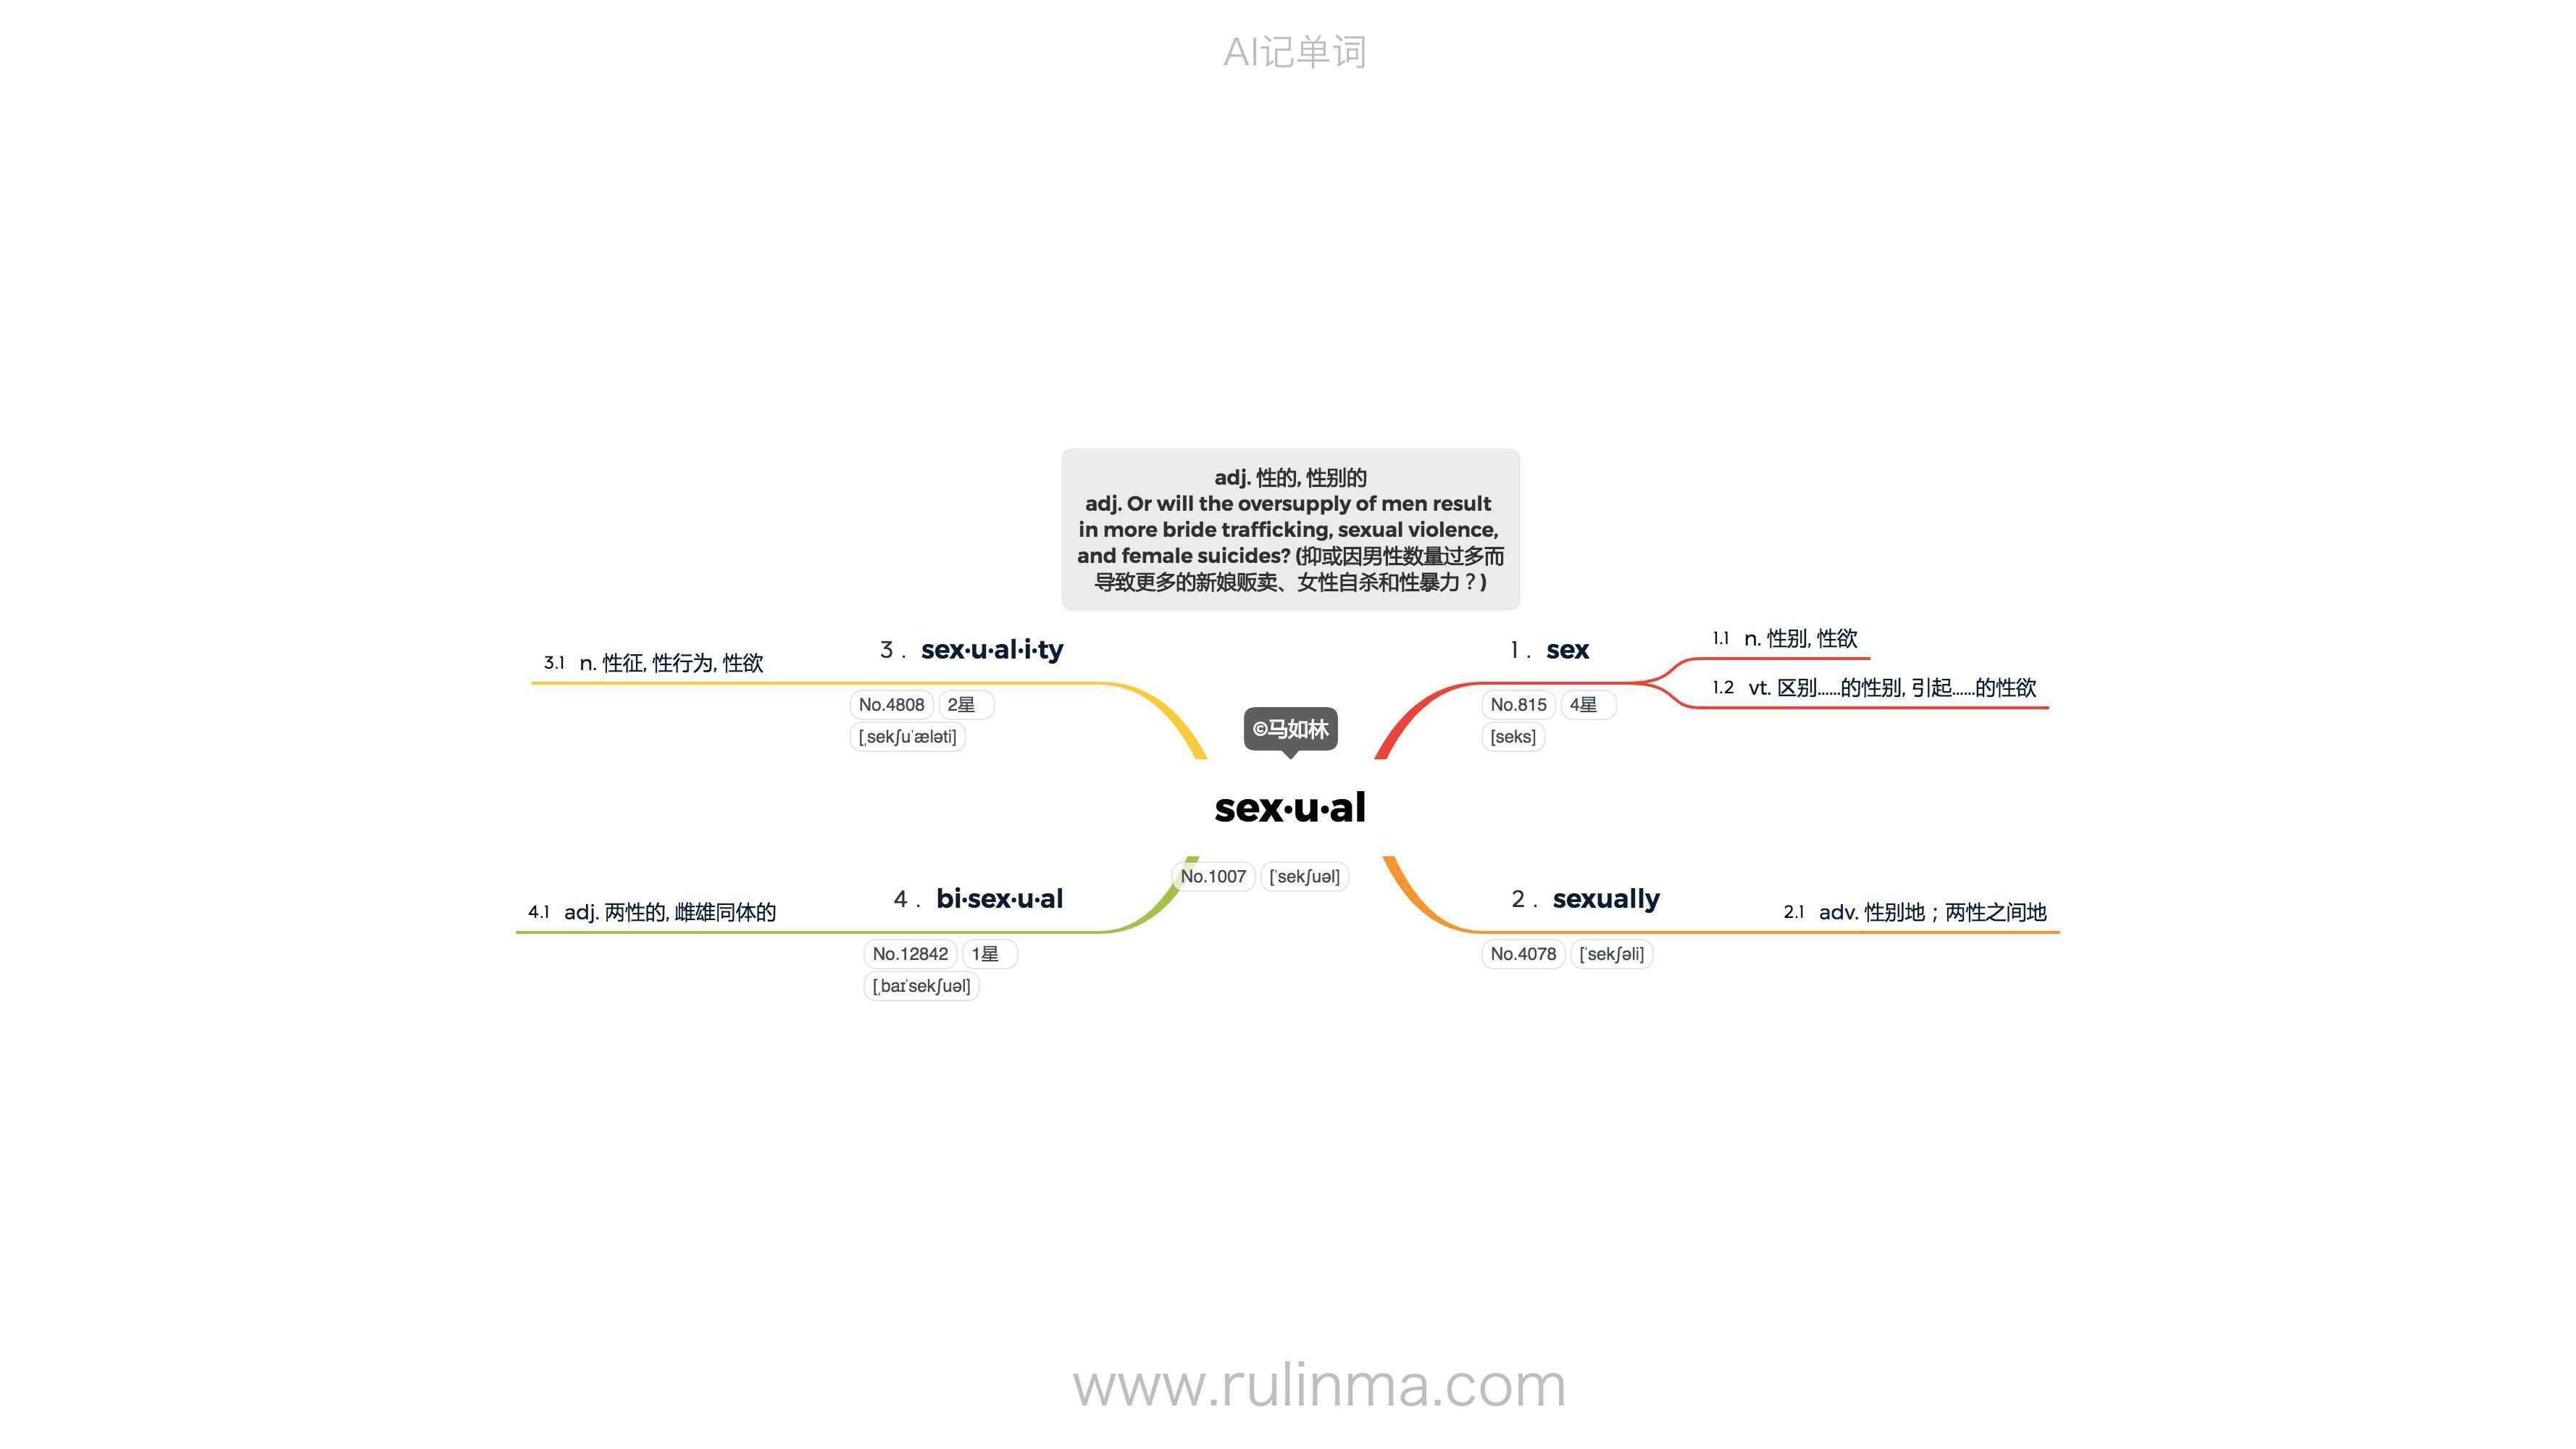 AI记单词
adj. 性的, 性别的
adj. Or will the oversupply of men result
in more bride trafficking, sexual violence,
and female suicides? (抑或因男性数量过多而
导致更多的新娘贩卖、女性自杀和性暴力？)
©马如林
sex·u·al
No.1007 [ˈsekʃuəl]
1 . sex
No.815 4星
[seks]
1.1 n. 性别, 性欲
1.2 vt. 区别……的性别, 引起……的性欲
2 . sexually
No.4078 [ˈsekʃəli]
2.1 adv. 性别地；两性之间地
3 . sex·u·al·i·ty
No.4808 2星
[ˌsekʃuˈæləti]
3.1 n. 性征, 性行为, 性欲
4 . bi·sex·u·al
No.12842 1星
[ˌbaɪˈsekʃuəl]
4.1 adj. 两性的, 雌雄同体的
www.rulinma.com